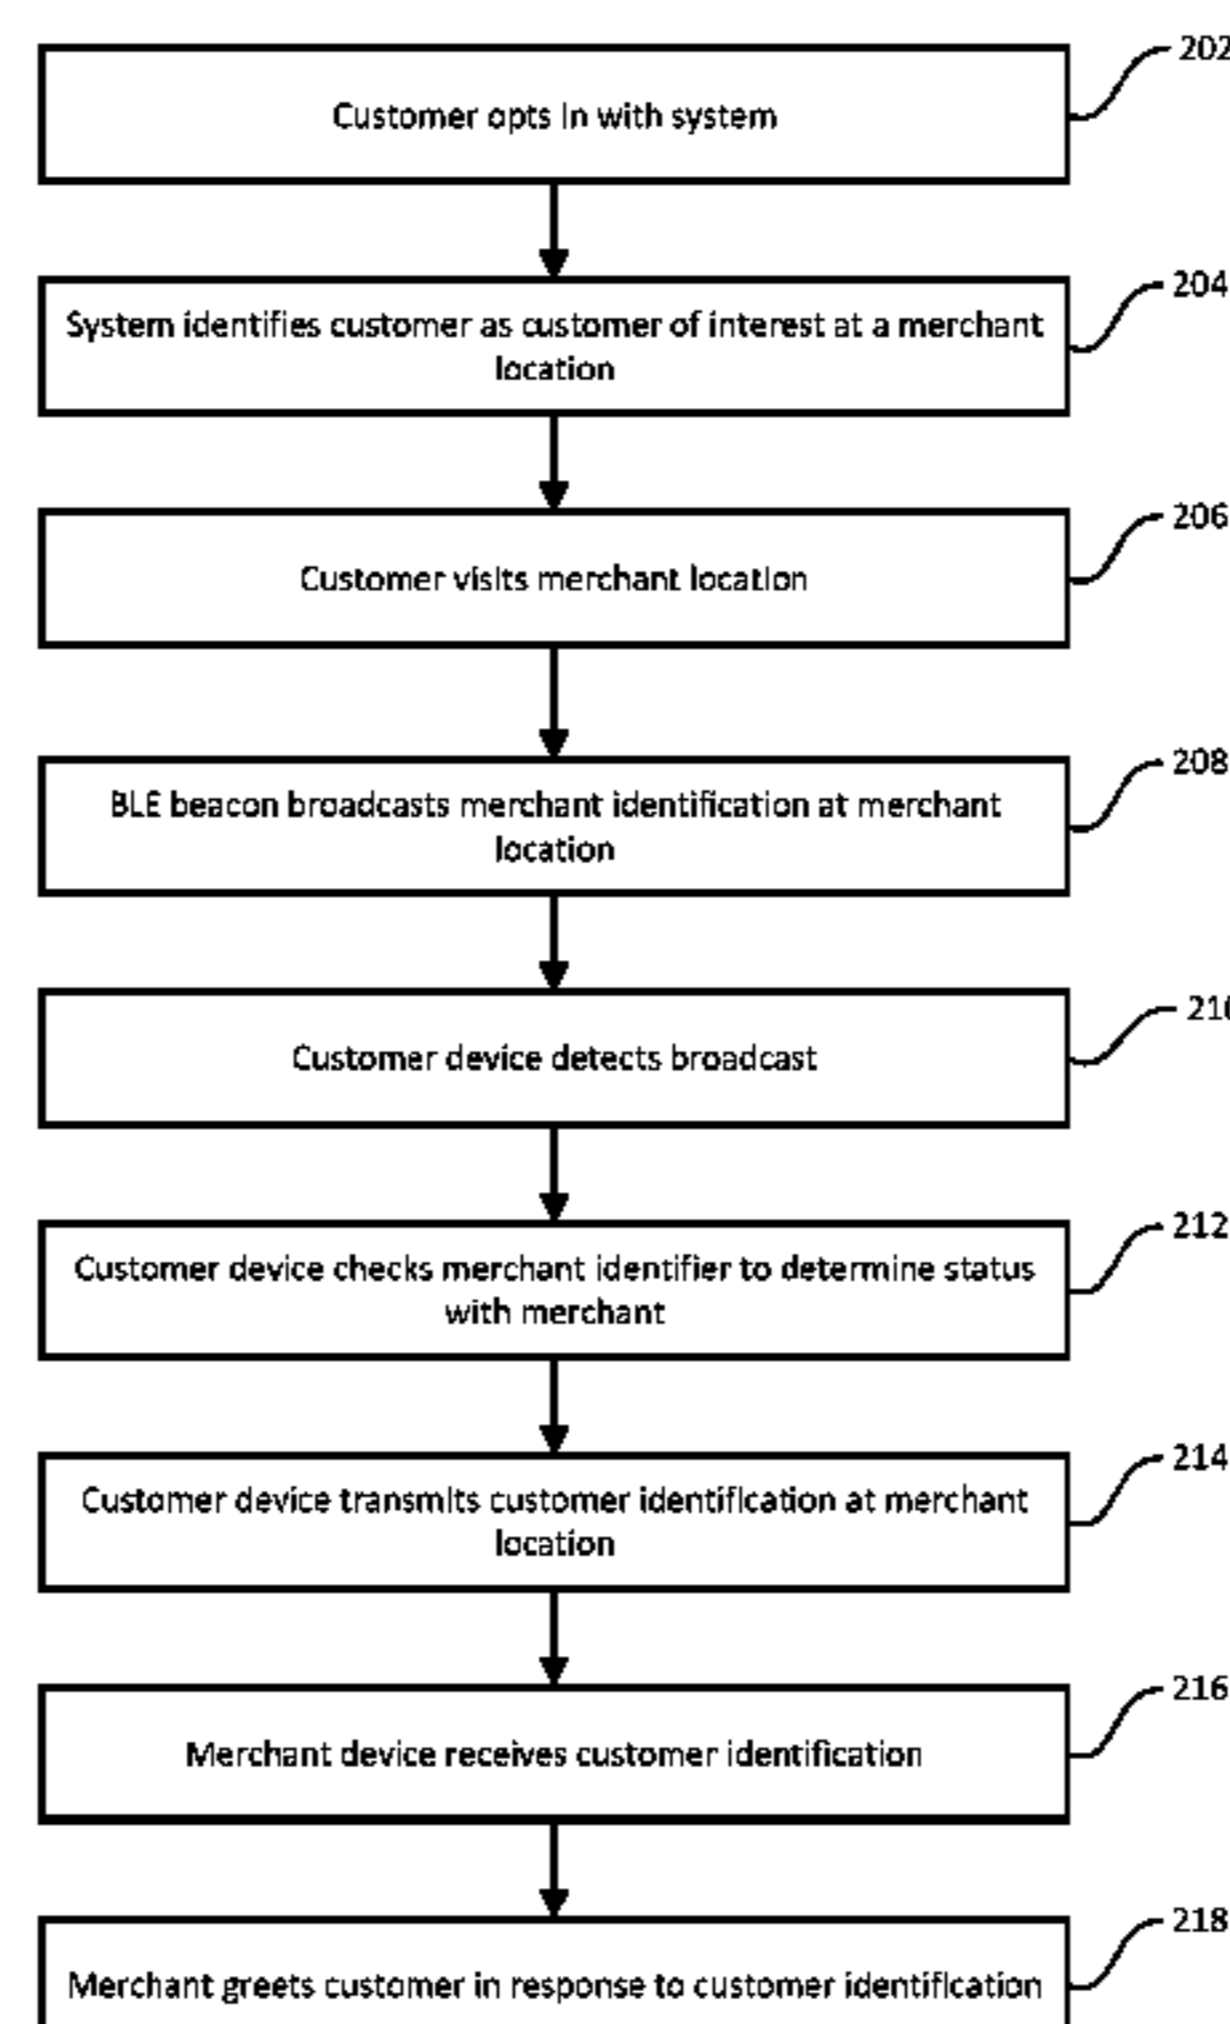 202
Customer opts in with system
204
System identifies customer as customer of interest at a merchant
location
206
Customer visits merchant location
208
BLE beacon broadcasts merchant identification at merchant
location
210
Customer device detects broadcast
212
Customer device checks merchant identifier to determine status
with merchant
214
Customer device transmits customer identification at merchant
location
216
Merchant device receives customer identification
218
Merchant greets customer in response to customer identification